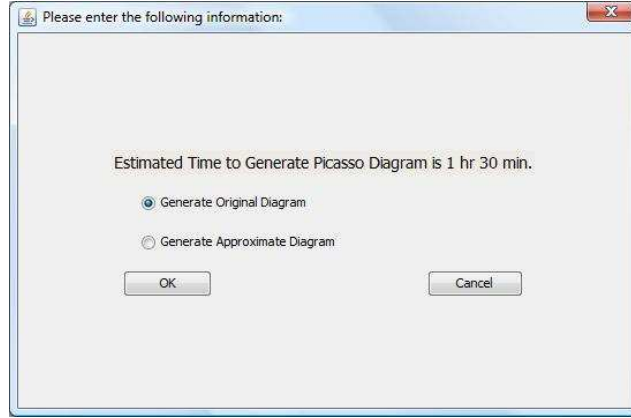 Please enter the following information:
Estimated Time to Generate Picasso Diagram is 1 hr 30 min.
Generate Original Diagram
Generate Approximate Diagram
OK Cancel